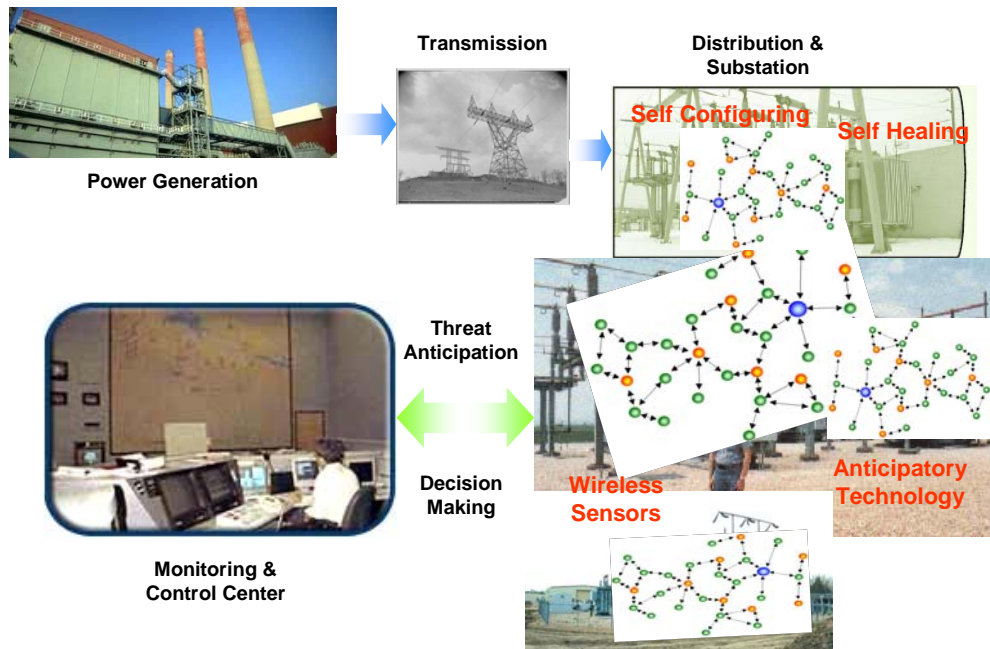 Transmission
Distribution &
Substation
Self Configuring
Self Healing
Power Generation
Threat
Anticipation
Decision
Making
Wireless
Sensors
Anticipatory
Technology
Monitoring &
Control Center